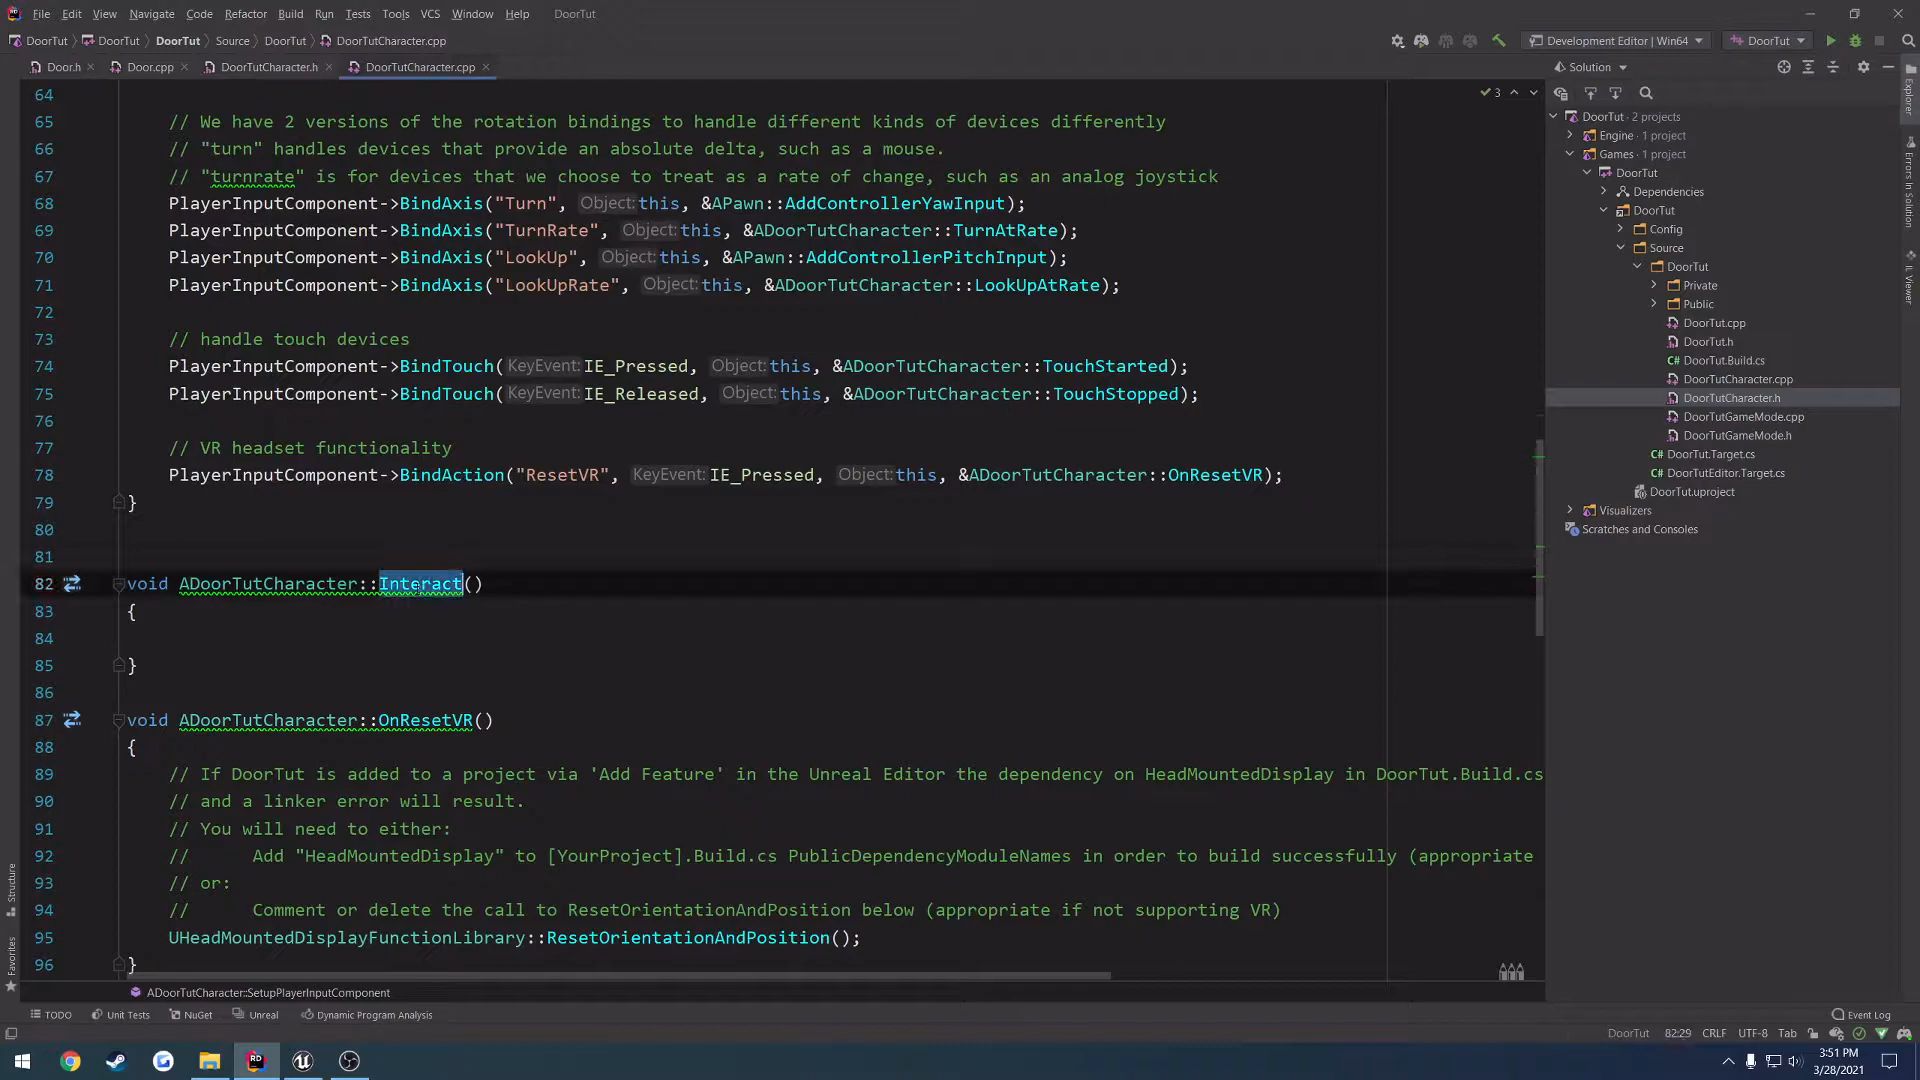 File Edit View Navigate Code Refactor Build Run Tests Tools VCS Window Help DoorTut
DoorTut DoorTut DoorTut Source DoorTut DoorTutCharacter.cpp Development Editor | Win64 DoorTut
Door.h Door.cpp DoorTutCharacter.h DoorTutCharacter.cpp Solution
64
65 // We have 2 versions of the rotation bindings to handle different kinds of devices differently
66 // "turn" handles devices that provide an absolute delta, such as a mouse.
67 // "turnrate" is for devices that we choose to treat as a rate of change, such as an analog joystick
68 PlayerInputComponent->BindAxis("Turn", Object: this, &APawn::AddControllerYawInput);
69 PlayerInputComponent->BindAxis("TurnRate", Object: this, &ADoorTutCharacter::TurnAtRate);
70 PlayerInputComponent->BindAxis("LookUp", Object: this, &APawn::AddControllerPitchInput);
71 PlayerInputComponent->BindAxis("LookUpRate", Object: this, &ADoorTutCharacter::LookUpAtRate);
72
73 // handle touch devices
74 PlayerInputComponent->BindTouch(KeyEvent: IE_Pressed, Object: this, &ADoorTutCharacter::TouchStarted);
75 PlayerInputComponent->BindTouch(KeyEvent: IE_Released, Object: this, &ADoorTutCharacter::TouchStopped);
76
77 // VR headset functionality
78 PlayerInputComponent->BindAction("ResetVR", KeyEvent: IE_Pressed, Object: this, &ADoorTutCharacter::OnResetVR);
79 }
80
81
82 void ADoorTutCharacter::Interact()
83 {
84
85 }
86
87 void ADoorTutCharacter::OnResetVR()
88 {
89 // If DoorTut is added to a project via 'Add Feature' in the Unreal Editor the dependency on HeadMountedDisplay in DoorTut.Build.cs
90 // and a linker error will result.
91 // You will need to either:
92 // Add "HeadMountedDisplay" to [YourProject].Build.cs PublicDependencyModuleNames in order to build successfully (appropriate
93 // or:
94 // Comment or delete the call to ResetOrientationAndPosition below (appropriate if not supporting VR)
95 UHeadMountedDisplayFunctionLibrary::ResetOrientationAndPosition();
96 }
3
DoorTut · 2 projects
Engine · 1 project
Games · 1 project
DoorTut
Dependencies
DoorTut
Config
Source
DoorTut
Private
Public
DoorTut.cpp
DoorTut.h
DoorTut.Build.cs
DoorTutCharacter.cpp
DoorTutCharacter.h
DoorTutGameMode.cpp
DoorTutGameMode.h
DoorTut.Target.cs
DoorTutEditor.Target.cs
DoorTut.uproject
Visualizers
Scratches and Consoles
Explorer
Errors In Solution
IL Viewer
Structure
Favorites
ADoorTutCharacter::SetupPlayerInputComponent
TODO Unit Tests NuGet Unreal Dynamic Program Analysis Event Log
DoorTut 82:29 CRLF UTF-8 Tab
3:51 PM
3/28/2021